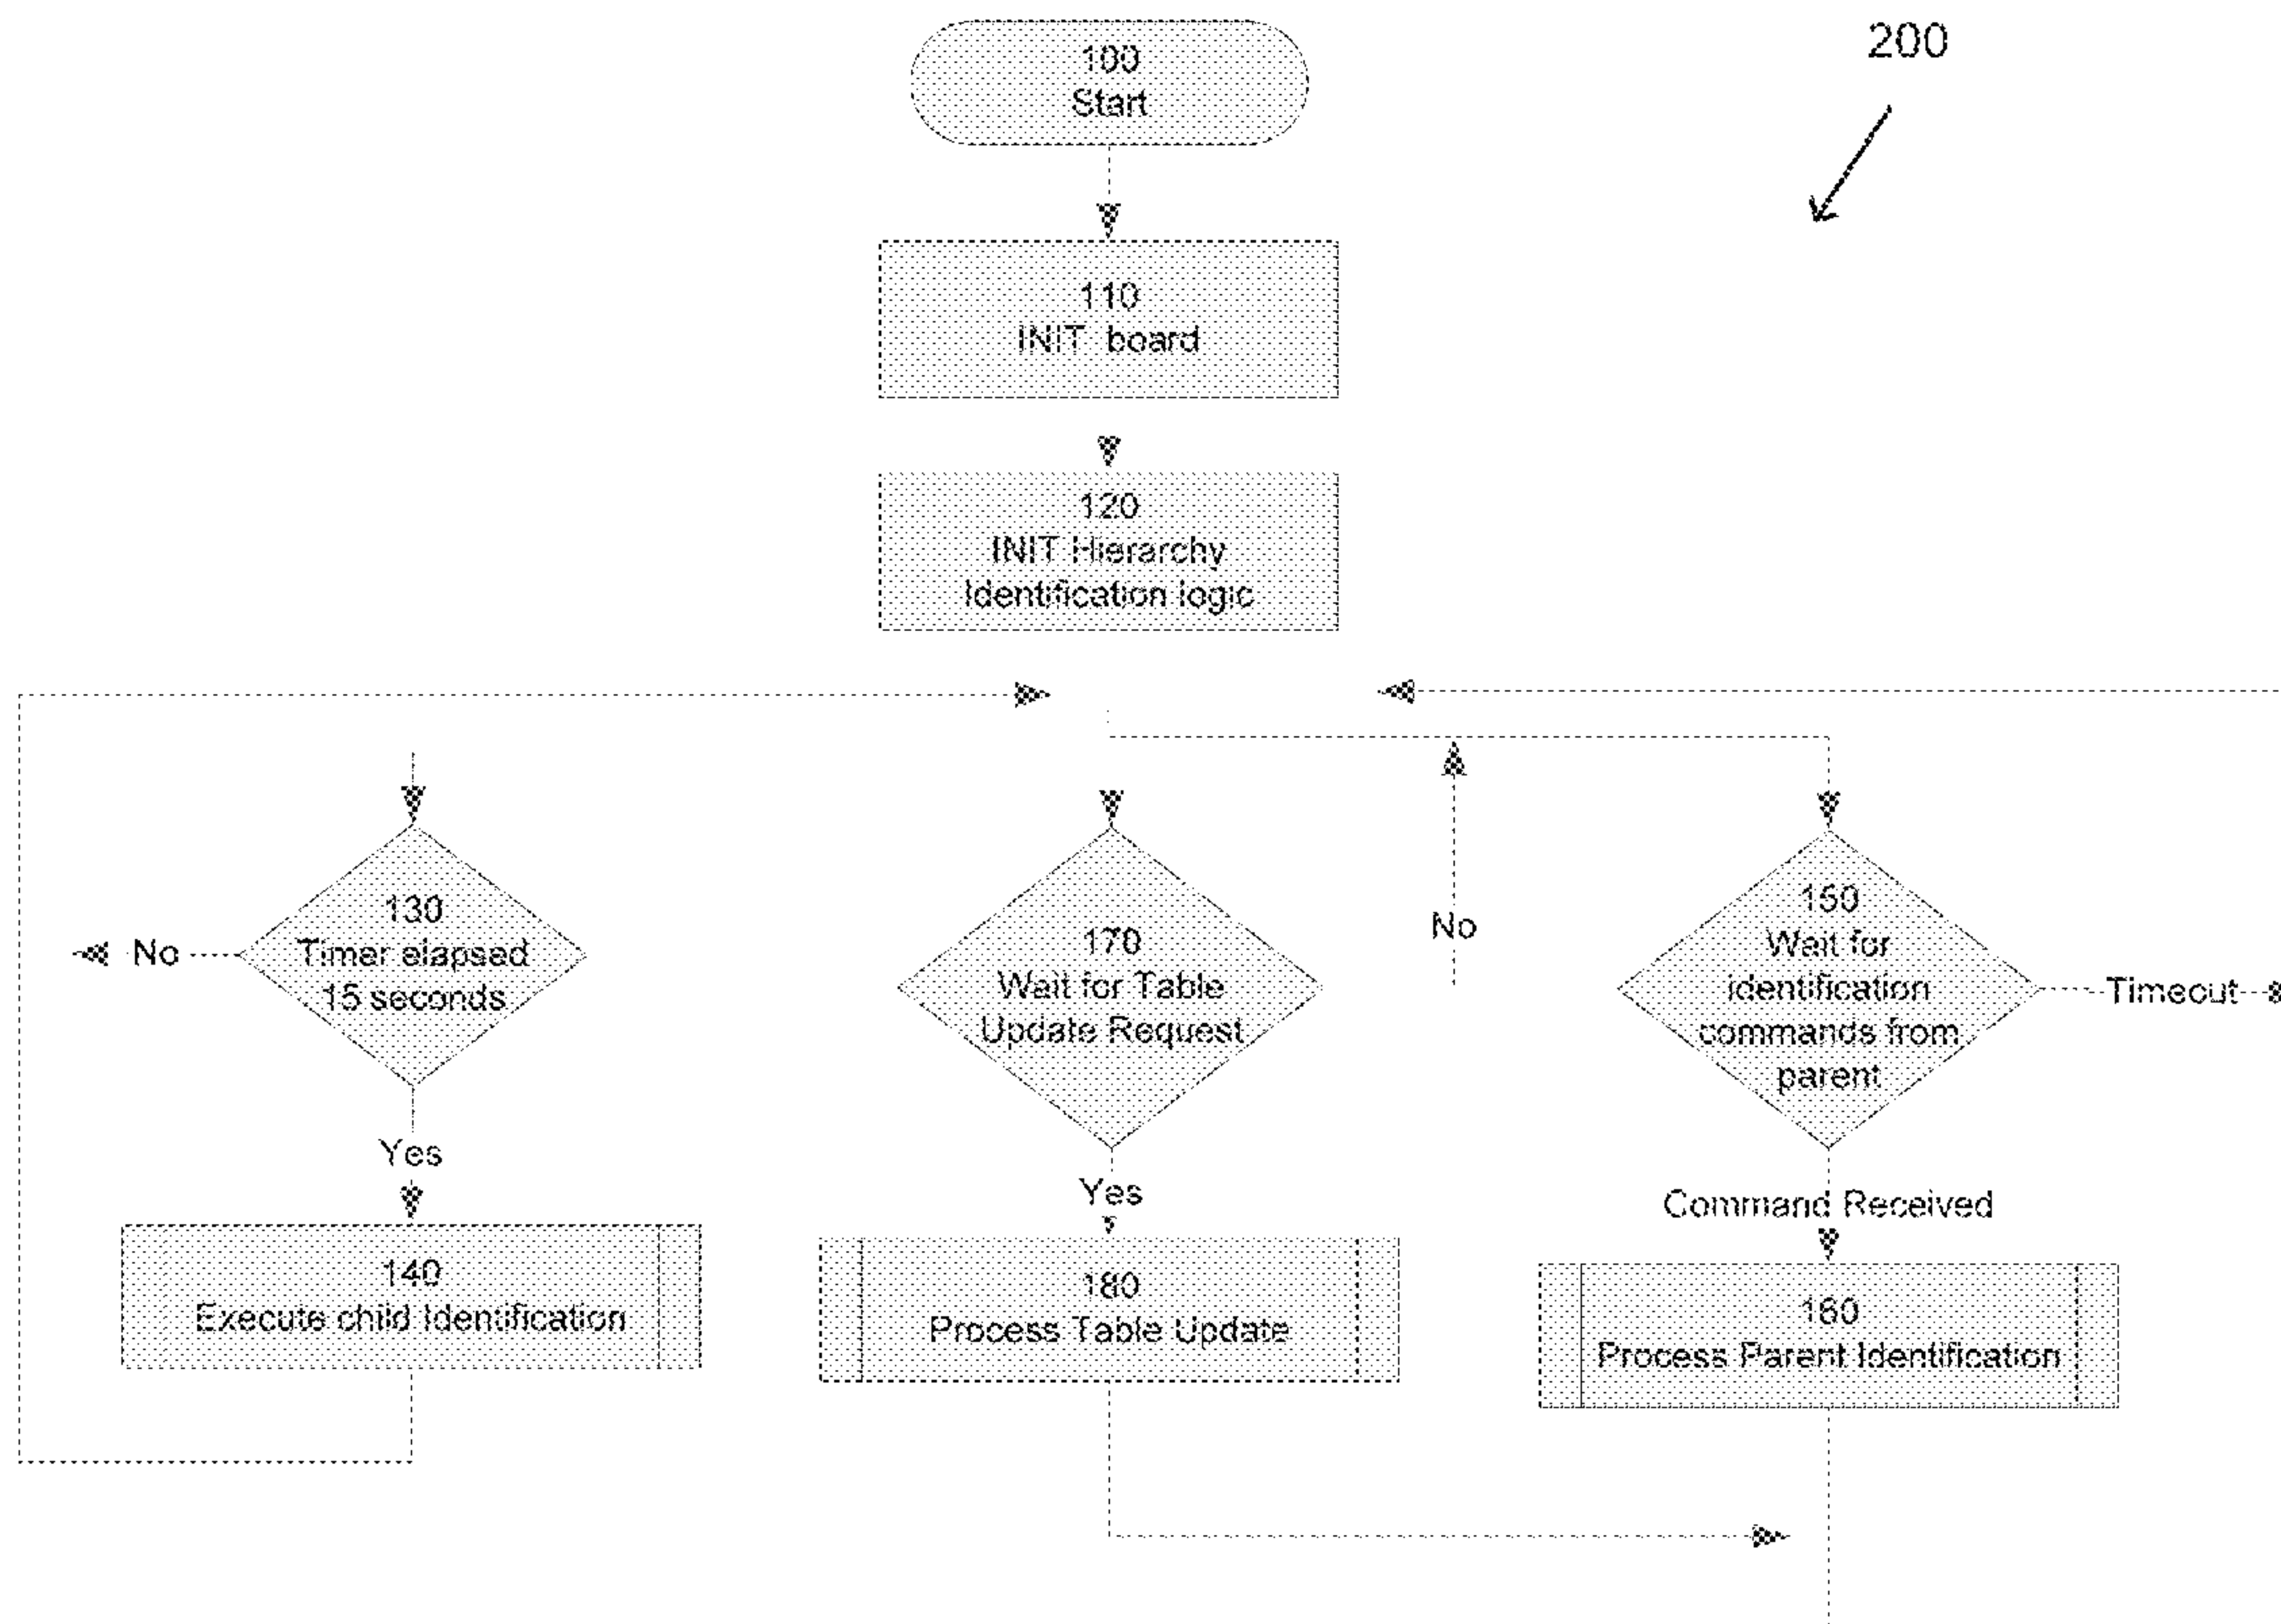 200
100
Start
110
INIT board
120
INIT Hierarchy
Identification logic
130
Timer elapsed
15 seconds
No
Yes
140
Execute child Identification
170
Wait for Table
Update Request
No
Yes
180
Process Table Update
150
Wait for
identification
commands from
parent
Timeout
Command Received
160
Process Parent Identification